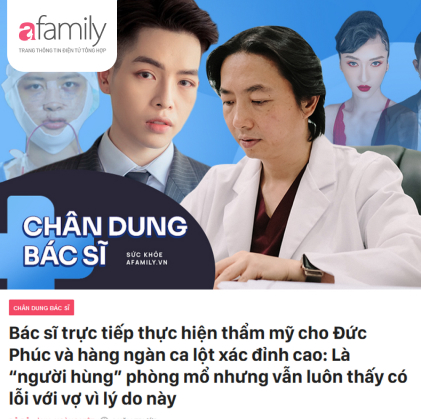 afamily
TRANG THÔNG TIN ĐIỆN TỬ TỔNG HỢP
CHÂN DUNG
BÁC SĨ
SỨC KHỎE
AFAMILY.VN
CHÂN DUNG BÁC SĨ
Bác sĩ trực tiếp thực hiện thẩm mỹ cho Đức
Phúc và hàng ngàn ca lột xác đỉnh cao: Là
“người hùng” phòng mổ nhưng vẫn luôn thấy có
lỗi với vợ vì lý do này